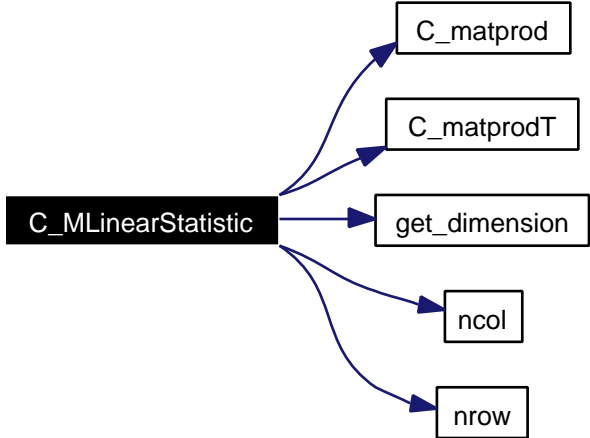 C_matprod
C_matprodT
C_MLinearStatistic
get_dimension
ncol
nrow